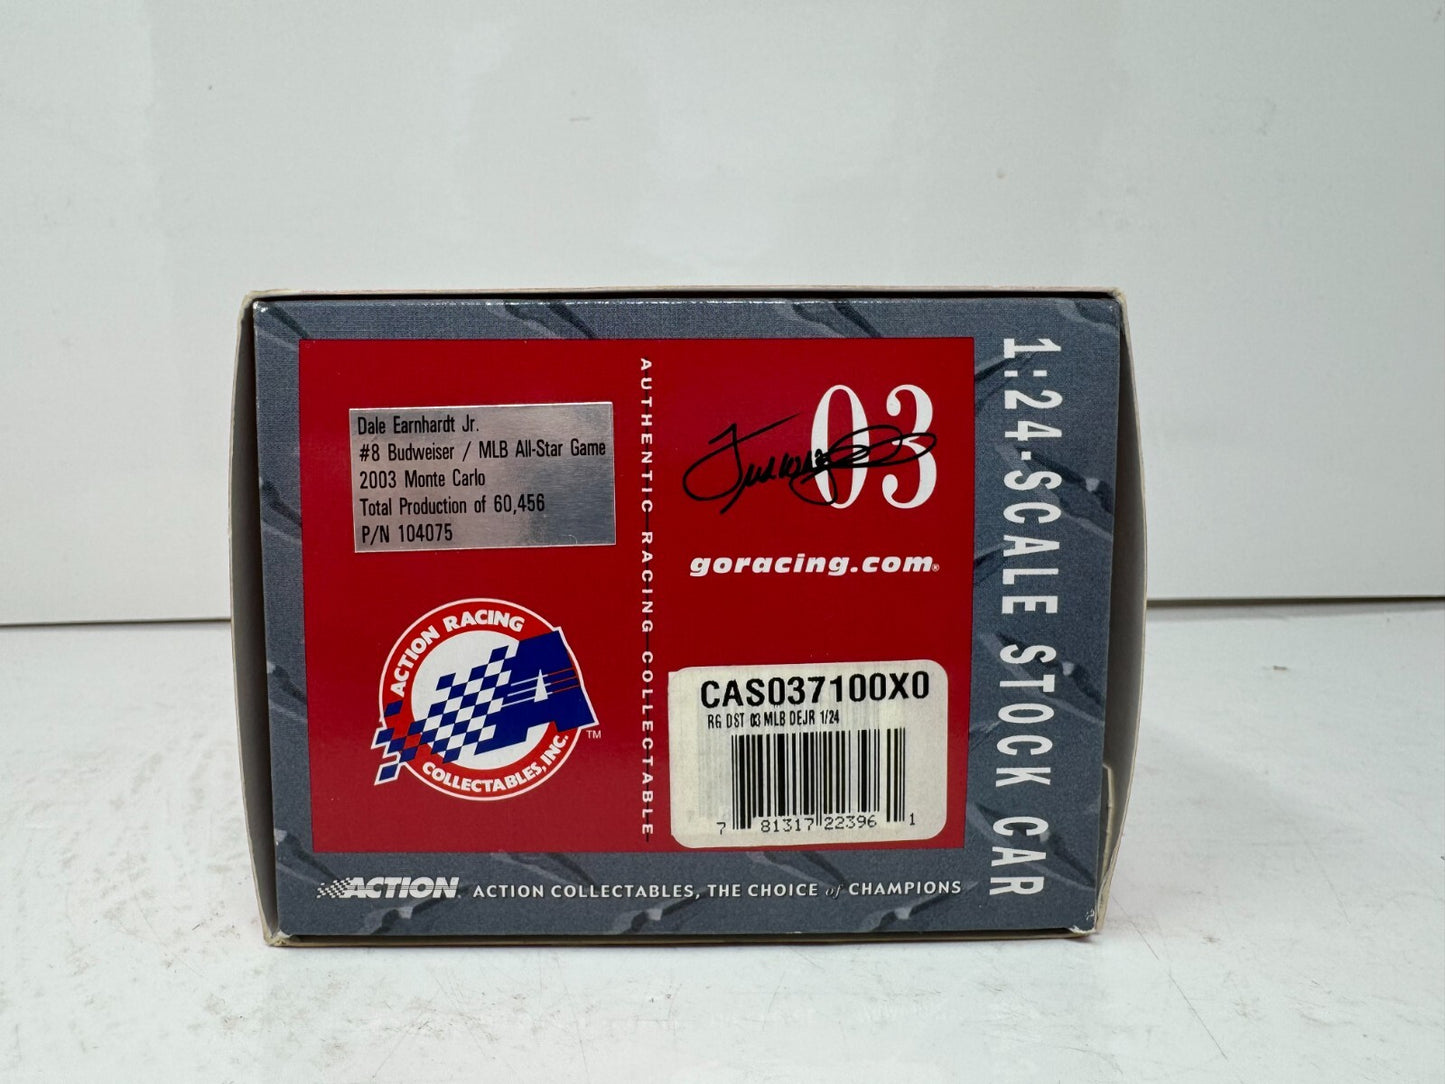 Dale Earnhardt Jr.
#8 Budweiser / MLB All-Star Game
2003 Monte Carlo
Total Production of 60,456
P/N 104075
ACTION RACING
COLLECTABLES, INC.
TM
AUTHENTIC RACING COLLECTABLE
03
goracing.com®
CAS037100X0
RG DST 03 MLB DEJR 1/24
7 81317 22396 1
1:24-SCALE STOCK CAR
ACTION® ACTION COLLECTABLES, THE CHOICE of CHAMPIONS